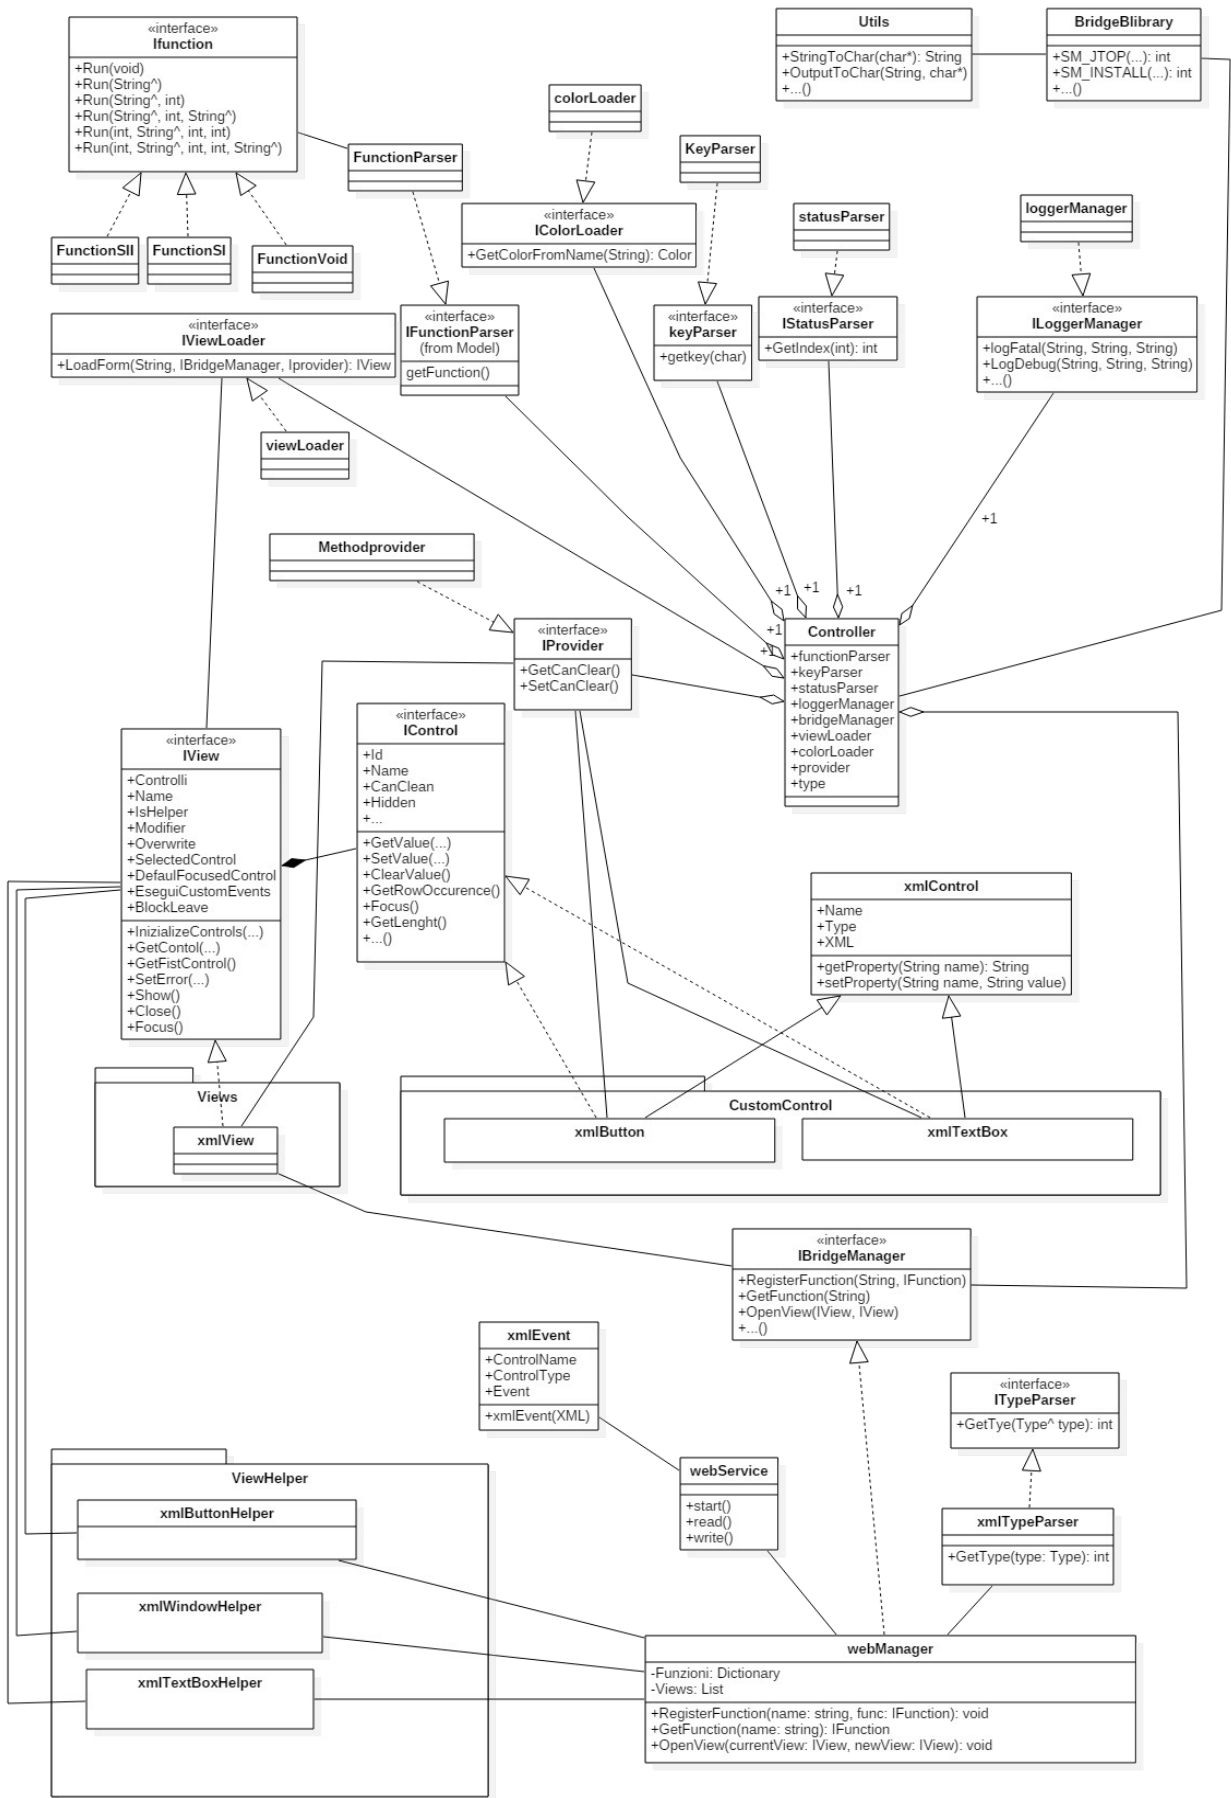 «interface»
Ifunction
+Run(void)
+Run(String^)
+Run(String^, int)
+Run(String^, int, String^)
+Run(int, String^, int, int)
+Run(int, String^, int, int, String^)
Utils
+StringToChar(char*): String
+OutputToChar(String, char*)
+...()
BridgeBlibrary
+SM_JTOP(...): int
+SM_INSTALL(...): int
+...()
colorLoader
FunctionParser
KeyParser
statusParser
loggerManager
«interface»
IColorLoader
+GetColorFromName(String): Color
FunctionSII
FunctionSI
FunctionVoid
«interface»
IViewLoader
+LoadForm(String, IBridgeManager, Iprovider): IView
«interface»
IFunctionParser
(from Model)
getFunction()
«interface»
keyParser
+getkey(char)
«interface»
IStatusParser
+GetIndex(int): int
«interface»
ILoggerManager
+logFatal(String, String, String)
+LogDebug(String, String, String)
+...()
viewLoader
+1
Methodprovider
+1
+1
+1
+1
+1
«interface»
IProvider
+GetCanClear()
+SetCanClear()
Controller
+functionParser
+keyParser
+statusParser
+loggerManager
+bridgeManager
+viewLoader
+colorLoader
+provider
+type
«interface»
IView
+Controlli
+Name
+IsHelper
+Modifier
+Overwrite
+SelectedControl
+DefaulFocusedControl
+EseguiCustomEvents
+BlockLeave
+InizializeControls(...)
+GetContol(...)
+GetFistControl()
+SetError(...)
+Show()
+Close()
+Focus()
«interface»
IControl
+Id
+Name
+CanClean
+Hidden
+...
+GetValue(...)
+SetValue(...)
+ClearValue()
+GetRowOccurence()
+Focus()
+GetLenght()
+...()
xmlControl
+Name
+Type
+XML
+getProperty(String name): String
+setProperty(String name, String value)
Views
xmlView
CustomControl
xmlButton
xmlTextBox
«interface»
IBridgeManager
+RegisterFunction(String, IFunction)
+GetFunction(String)
+OpenView(IView, IView)
+...()
xmlEvent
+ControlName
+ControlType
+Event
+xmlEvent(XML)
«interface»
ITypeParser
+GetTye(Type^ type): int
webService
+start()
+read()
+write()
xmlTypeParser
+GetType(type: Type): int
ViewHelper
xmlButtonHelper
xmlWindowHelper
xmlTextBoxHelper
webManager
-Funzioni: Dictionary
-Views: List
+RegisterFunction(name: string, func: IFunction): void
+GetFunction(name: string): IFunction
+OpenView(currentView: IView, newView: IView): void